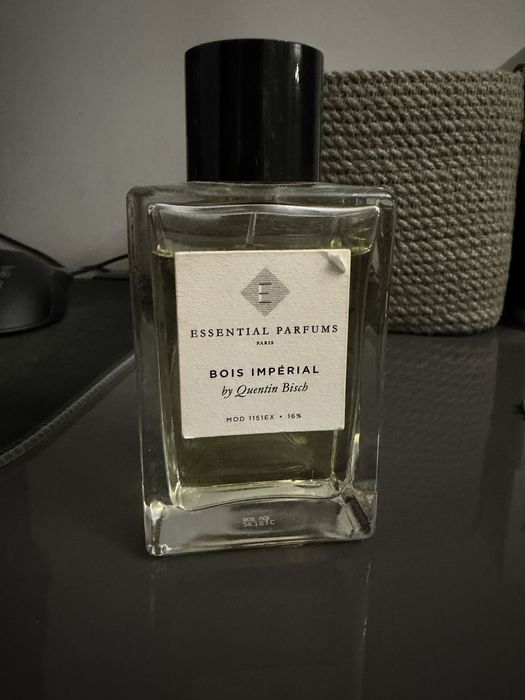 E
ESSENTIAL PARFUMS
PARIS
BOIS IMPÉRIAL
by Quentin Bisch
MOD 1151EX • 16%